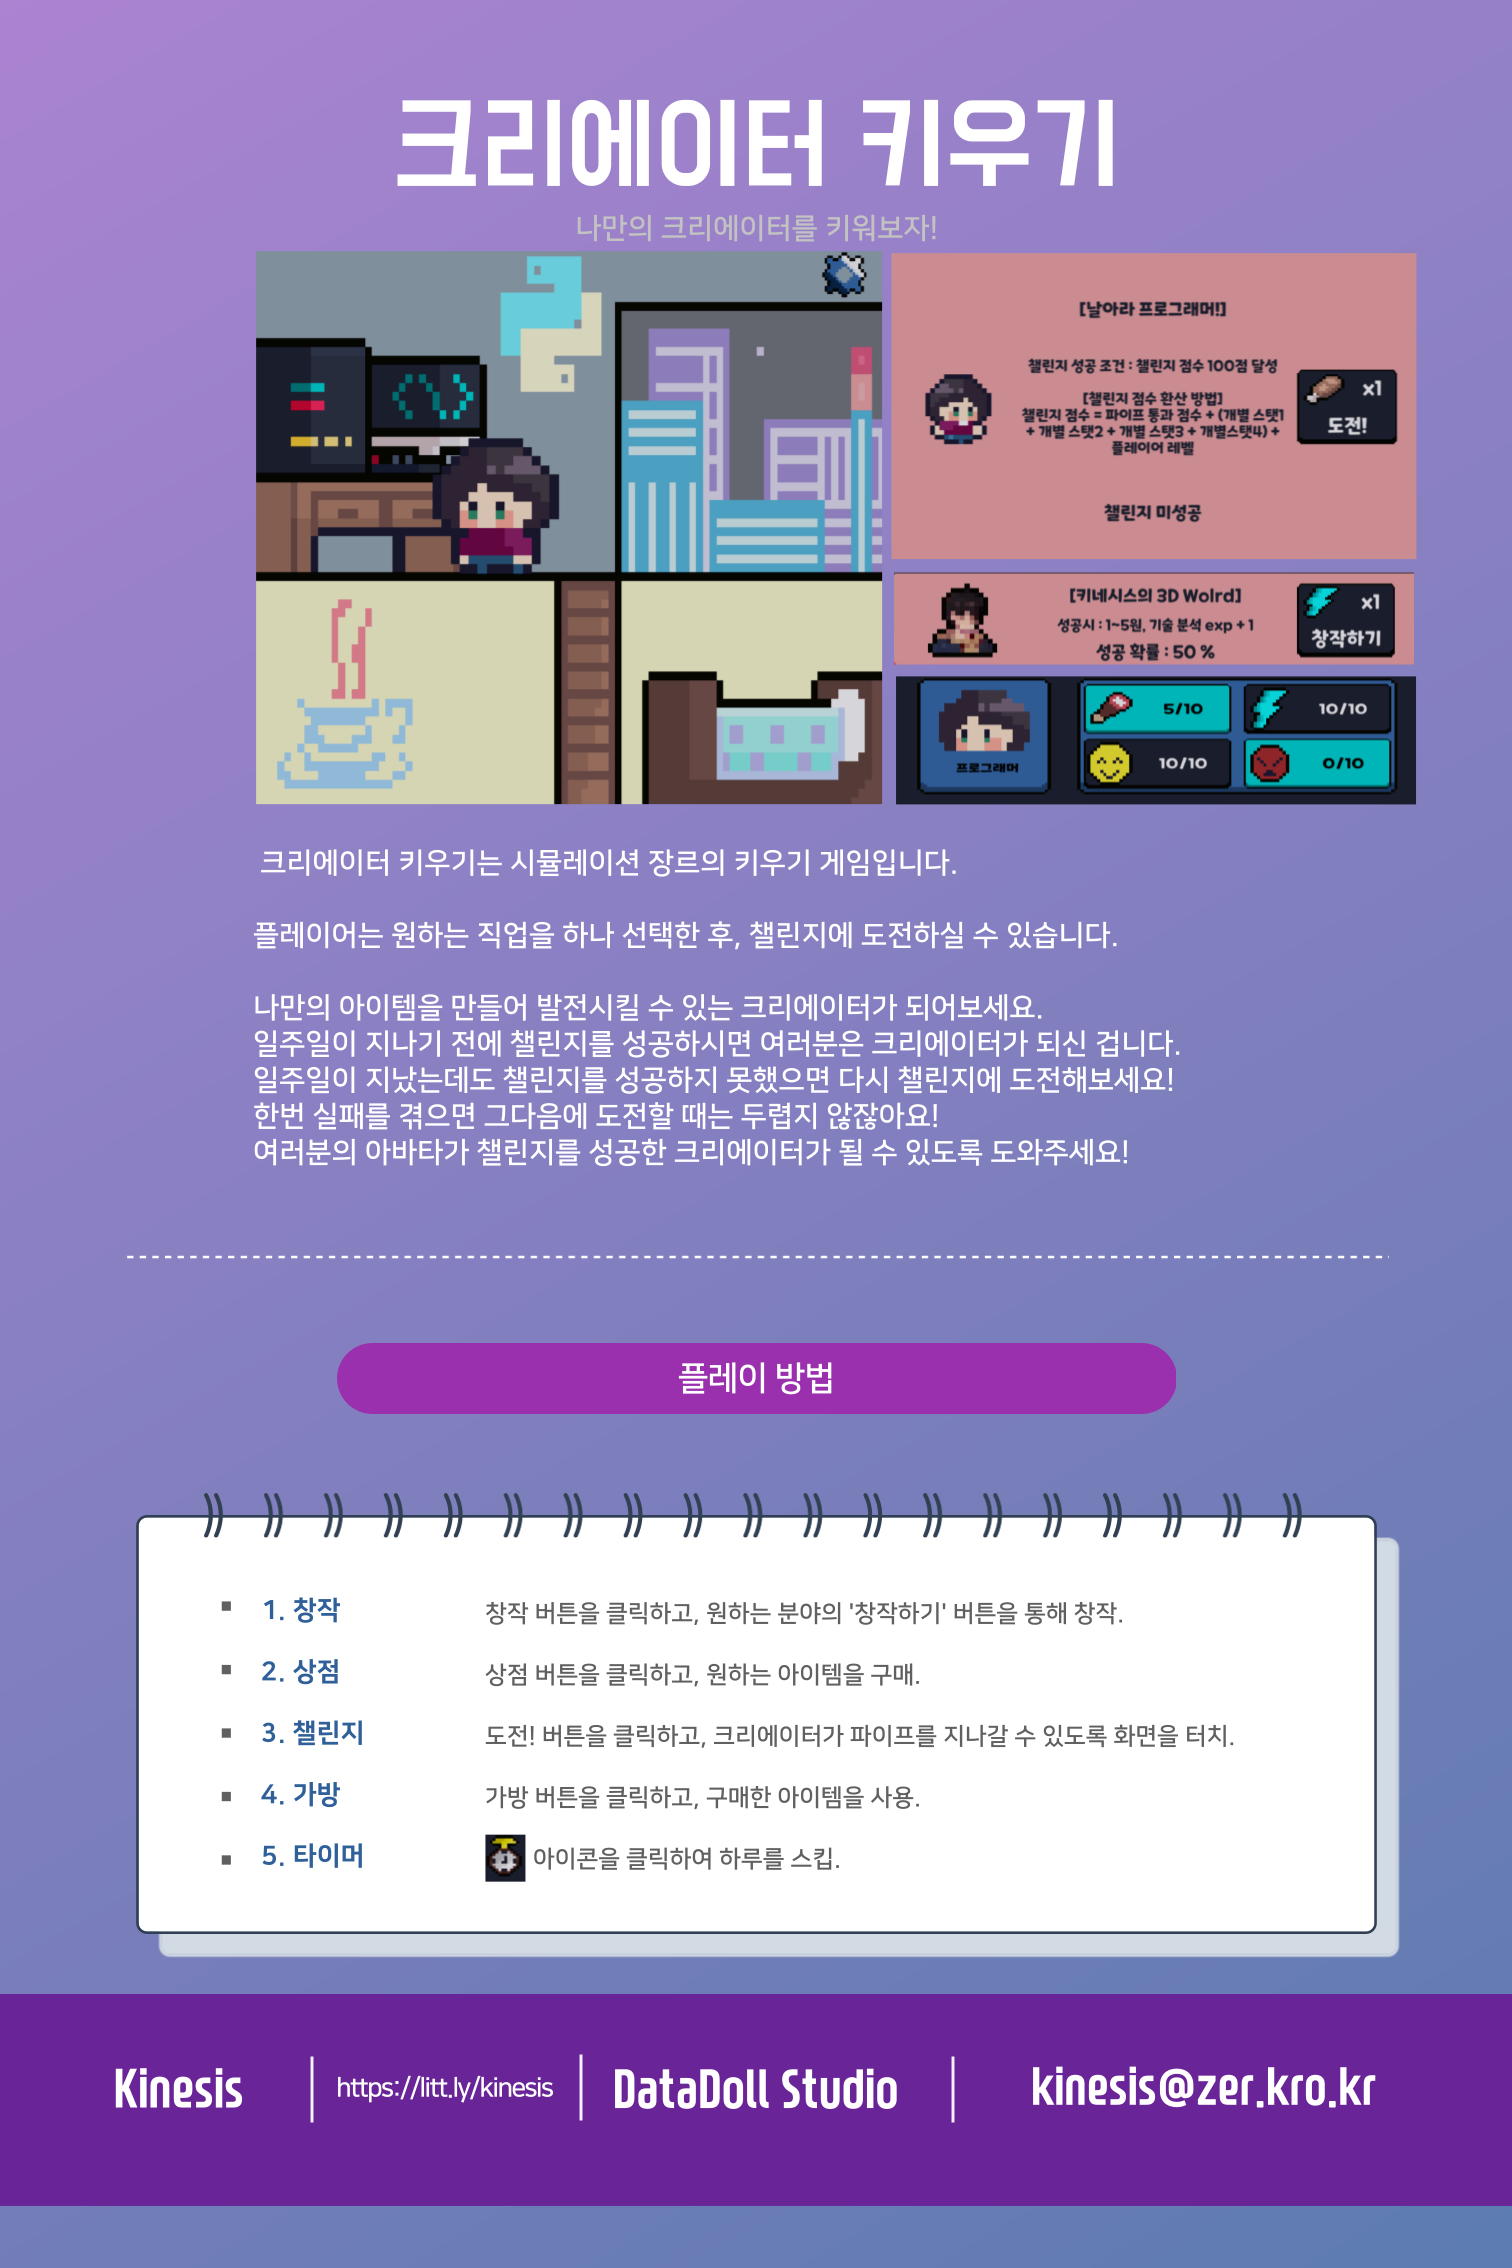 크리에이터 키우기
나만의 크리에이터를 키워보자!
[날아라 프로그래머!]
챌린지 성공 조건 : 챌린지 점수 100점 달성
[챌린지 점수 환산 방법]
챌린지 점수 = 파이프 통과 점수 + (개별 스탯1
+ 개별 스탯2 + 개별 스탯3 + 개별스탯4) +
플레이어 레벨
챌린지 미성공
x1
도전!
[키네시스의 3D Wolrd]
성공시 : 1~5원, 기술 분석 exp + 1
성공 확률 : 50 %
x1
창작하기
프로그래머
5/10
10/10
10/10
0/10
크리에이터 키우기는 시뮬레이션 장르의 키우기 게임입니다.
플레이어는 원하는 직업을 하나 선택한 후, 챌린지에 도전하실 수 있습니다.
나만의 아이템을 만들어 발전시킬 수 있는 크리에이터가 되어보세요.
일주일이 지나기 전에 챌린지를 성공하시면 여러분은 크리에이터가 되신 겁니다.
일주일이 지났는데도 챌린지를 성공하지 못했으면 다시 챌린지에 도전해보세요!
한번 실패를 겪으면 그다음에 도전할 때는 두렵지 않잖아요!
여러분의 아바타가 챌린지를 성공한 크리에이터가 될 수 있도록 도와주세요!
플레이 방법
1. 창작 창작 버튼을 클릭하고, 원하는 분야의 '창작하기' 버튼을 통해 창작.
2. 상점 상점 버튼을 클릭하고, 원하는 아이템을 구매.
3. 챌린지 도전! 버튼을 클릭하고, 크리에이터가 파이프를 지나갈 수 있도록 화면을 터치.
4. 가방 가방 버튼을 클릭하고, 구매한 아이템을 사용.
5. 타이머 아이콘을 클릭하여 하루를 스킵.
Kinesis
https://litt.ly/kinesis
DataDoll Studio
kinesis@zer.kro.kr